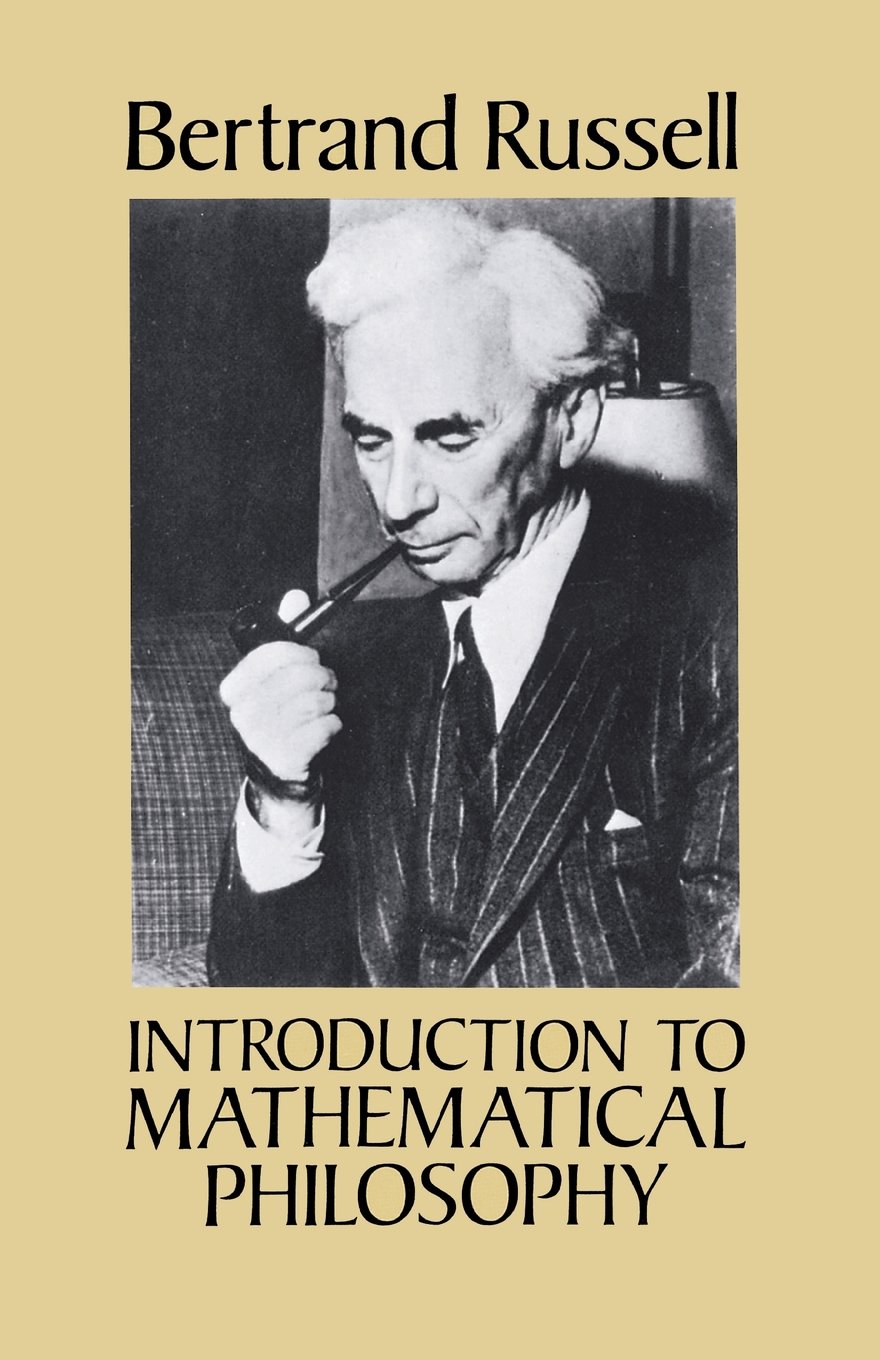 Bertrand Russell
INTRODUCTION TO
MATHEMATICAL
PHILOSOPHY